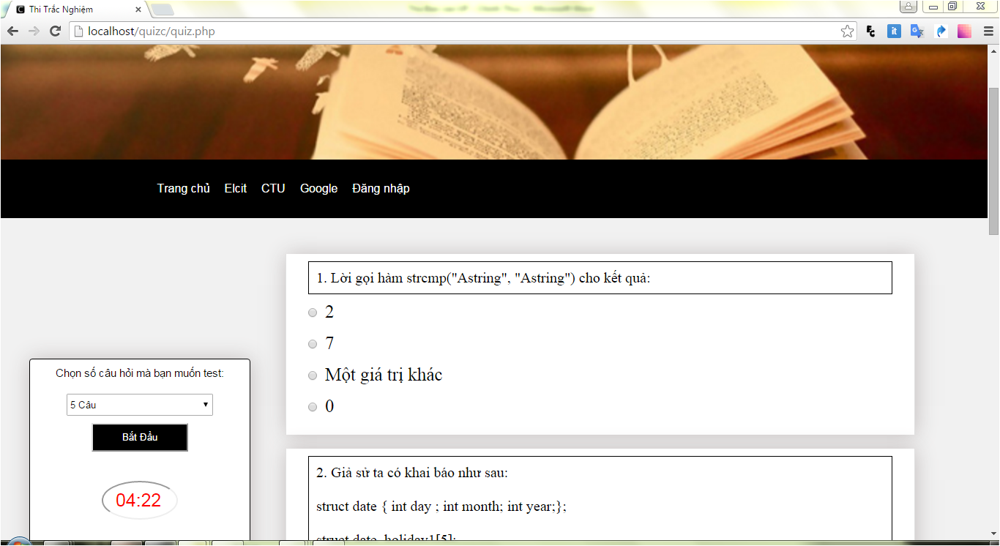 Thi Trắc Nghiệm
localhost/quizc/quiz.php
Trang chủ Elcit CTU Google Đăng nhập
1. Lời gọi hàm strcmp("Astring", "Astring") cho kết quả:
2
7
Một giá trị khác
0
Chọn số câu hỏi mà bạn muốn test:
5 Câu
Bắt Đầu
04:22
2. Giả sử ta có khai báo như sau:
struct date { int day ; int month; int year;};
struct date holiday1[5];